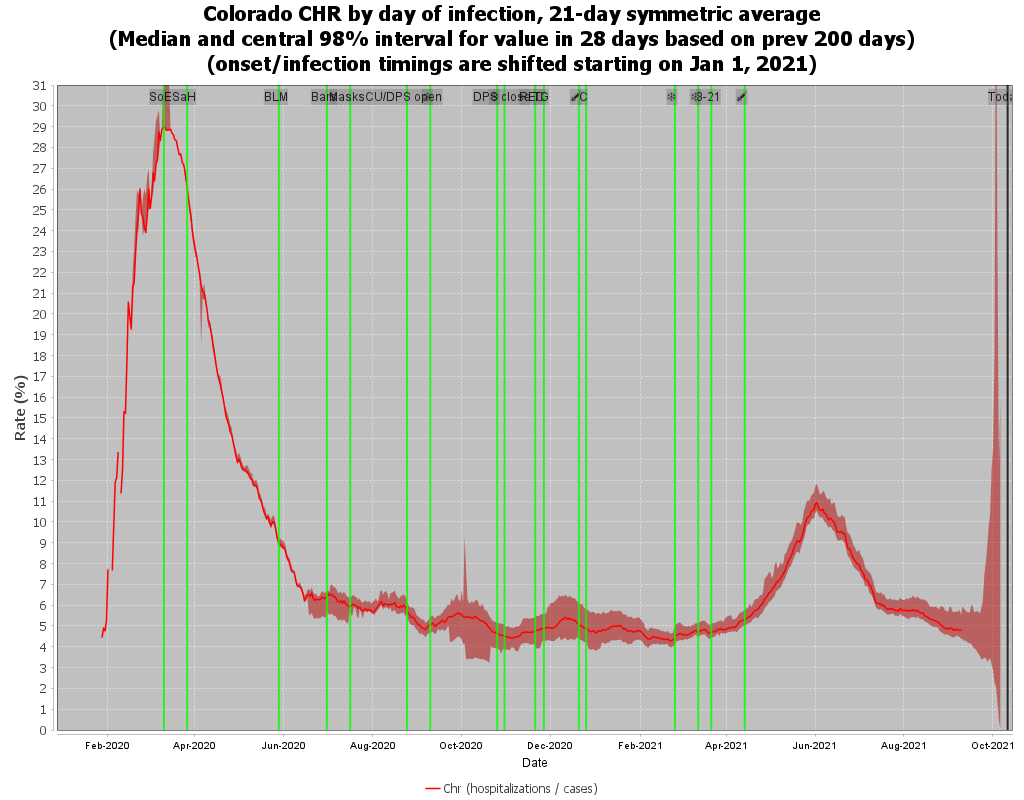 Colorado CHR by day of infection, 21-day symmetric average
(Median and central 98% interval for value in 28 days based on prev 200 days)
(onset/infection timings are shifted starting on Jan 1, 2021)
31
30
29
28
27
26
25
24
23
22
21
20
19
18
17
16
15
14
13
12
11
10
9
8
7
6
5
4
3
2
1
0
Rate (%)
SaH
BLM
Masks
CU/DPS open
DPS
Feb-2020
Apr-2020
Jun-2020
Aug-2020
Oct-2020
Dec-2020
Feb-2021
Apr-2021
Jun-2021
Aug-2021
Oct-2021
Date
Chr (hospitalizations / cases)